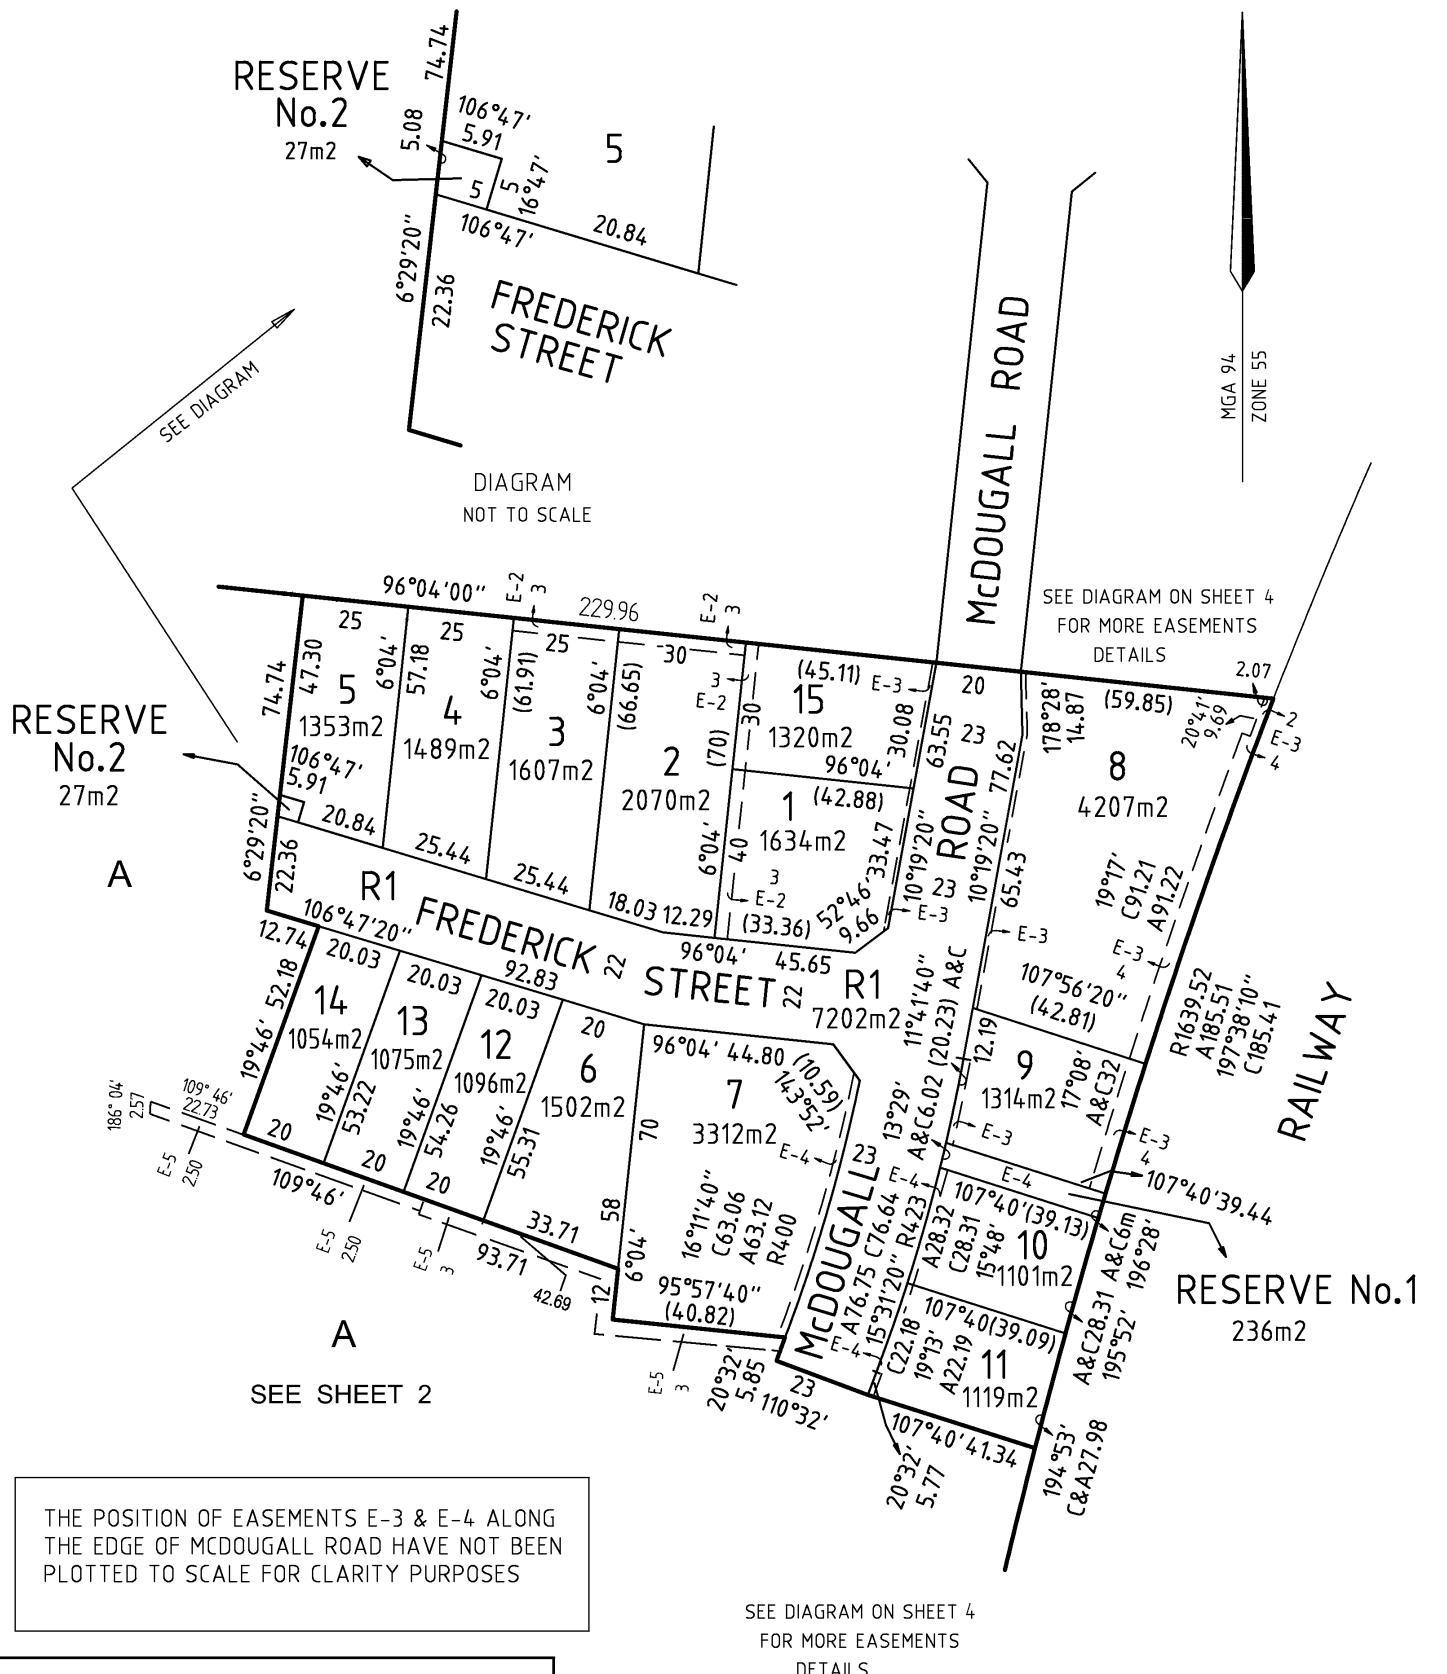 74.74
RESERVE
No.2
27m2
5.08
106°47'
5.91
5
5
5
16°47'
106°47'
20.84
6°29'20"
22.36
FREDERICK
STREET
SEE DIAGRAM
DIAGRAM
NOT TO SCALE
McDOUGALL ROAD
MGA 94
ZONE 55
SEE DIAGRAM ON SHEET 4
FOR MORE EASEMENTS
DETAILS
96°04'00"
E-2
3
229.96
E-2
3
2.07
25
25
25
30
(45.11)
E-3
20
(59.85)
74.74
47.30
5
1353m2
6°04'
57.18
4
1489m2
6°04'
(61.91)
3
1607m2
6°04'
(66.65)
2
2070m2
(70)
3
E-2
30
15
1320m2
96°04'
30.08
63.55
23
77.62
178°28'
14.87
8
4207m2
20°41'
9.69
2
E-3
4
RESERVE
No.2
27m2
106°47'
5.91
20.84
25.44
25.44
18.03
12.29
6°04'
40
1
(42.88)
1634m2
3
E-2
(33.36)
52°46'
9.66
33.47
10°19'20"
ROAD
10°19'20"
23
E-3
65.43
19°17'
C91.21
A91.22
E-3
4
E-3
6°29'20"
22.36
A
R1
106°47'20"
FREDERICK
STREET
22
22
92.83
96°04'
45.65
R1
7202m2
11°41'40"
(20.23) A&C
12.19
107°56'20"
(42.81)
R1639.52
A185.51
197°38'10"
C185.41
RAILWAY
12.74
52.18
19°46'
20.03
20.03
20.03
20
14
1054m2
13
1075m2
12
1096m2
6
1502m2
19°46'
53.22
19°46'
54.26
19°46'
55.31
96°04' 44.80
(10.59)
143°52'
7
3312m2
70
58
6°04'
E-4
23
13°29'
A&C6.02
9
1314m2
17°08'
A&C32
E-3
E-3
4
E-4
107°40'39.44
186° 04'
2.57
109° 46'
22.73
E-5
2.50
20
20
20
109°46'
E-5
2.50
E-5
3
93.71
33.71
42.69
12
16°11'40"
C63.06
A63.12
R400
95°57'40"
(40.82)
E-5
3
20°32'
5.85
McDOUGALL
E-4
A76.75 C76.64
15°31'20" R423
E-4
23
110°32'
107°40'(39.13)
A28.32
C28.31
15°48'
10
1101m2
A&C6m
196°28'
RESERVE No.1
236m2
107°40(39.09)
C22.18
19°13'
A22.19
11
1119m2
A&C28.31
195°52'
107°40'41.34
194°53'
C&A27.98
20°32'
5.77
A
SEE SHEET 2
THE POSITION OF EASEMENTS E-3 & E-4 ALONG
THE EDGE OF MCDOUGALL ROAD HAVE NOT BEEN
PLOTTED TO SCALE FOR CLARITY PURPOSES
SEE DIAGRAM ON SHEET 4
FOR MORE EASEMENTS
DETAILS